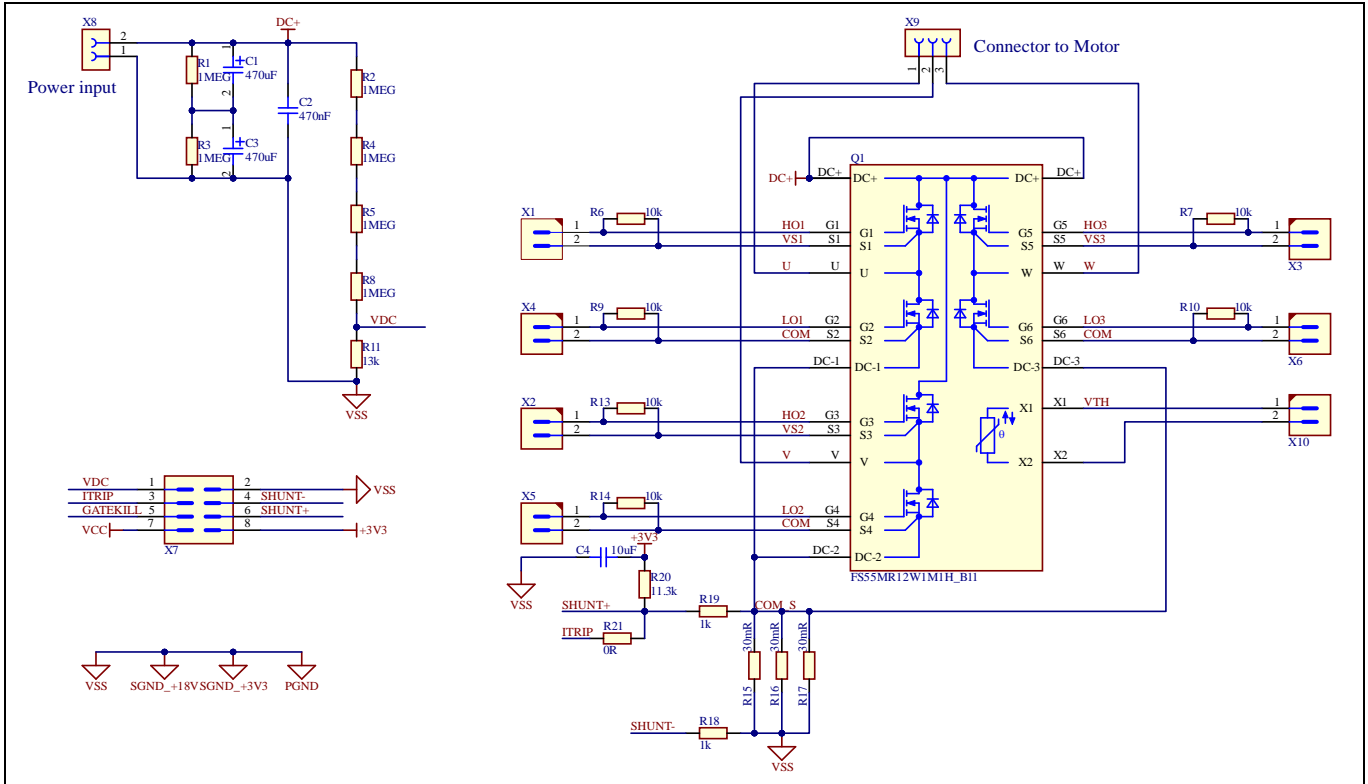 X8
2
1
Power input
DC+
R1
1MEG
1
C1
470uF
2
R3
1MEG
1
C3
470uF
2
C2
470nF
R2
1MEG
R4
1MEG
R5
1MEG
R8
1MEG
VDC
R11
13k
VSS
X9
Connector to Motor
1
2
3
Q1
DC+
DC+
DC+
DC+
DC+
X1
1
2
R6
10k
HO1
VS1
G1
S1
G1
S1
U
U
U
X4
1
2
R9
10k
LO1
COM
G2
S2
G2
S2
DC-1
DC-1
X2
1
2
R13
10k
HO2
VS2
G3
S3
G3
S3
V
V
V
X5
1
2
R14
10k
LO2
COM
G4
S4
G4
S4
DC-2
DC-2
FS55MR12W1M1H_B11
G5
S5
G5
S5
HO3
VS3
R7
10k
1
2
X3
W
W
W
G6
S6
G6
S6
LO3
COM
R10
10k
1
2
X6
DC-3
DC-3
θ
X1
X1
VTH
1
2
X10
X2
X2
VDC
1
2
VSS
ITRIP
3
4
SHUNT-
GATEKILL
5
6
SHUNT+
VCC
7
8
+3V3
X7
C4
10uF
+3V3
VSS
R20
11.3k
SHUNT+
R19
1k
COM_S
ITRIP
R21
0R
30mR
R15
30mR
R16
30mR
R17
SHUNT-
R18
1k
VSS
VSS
SGND_+18V
SGND_+3V3
PGND